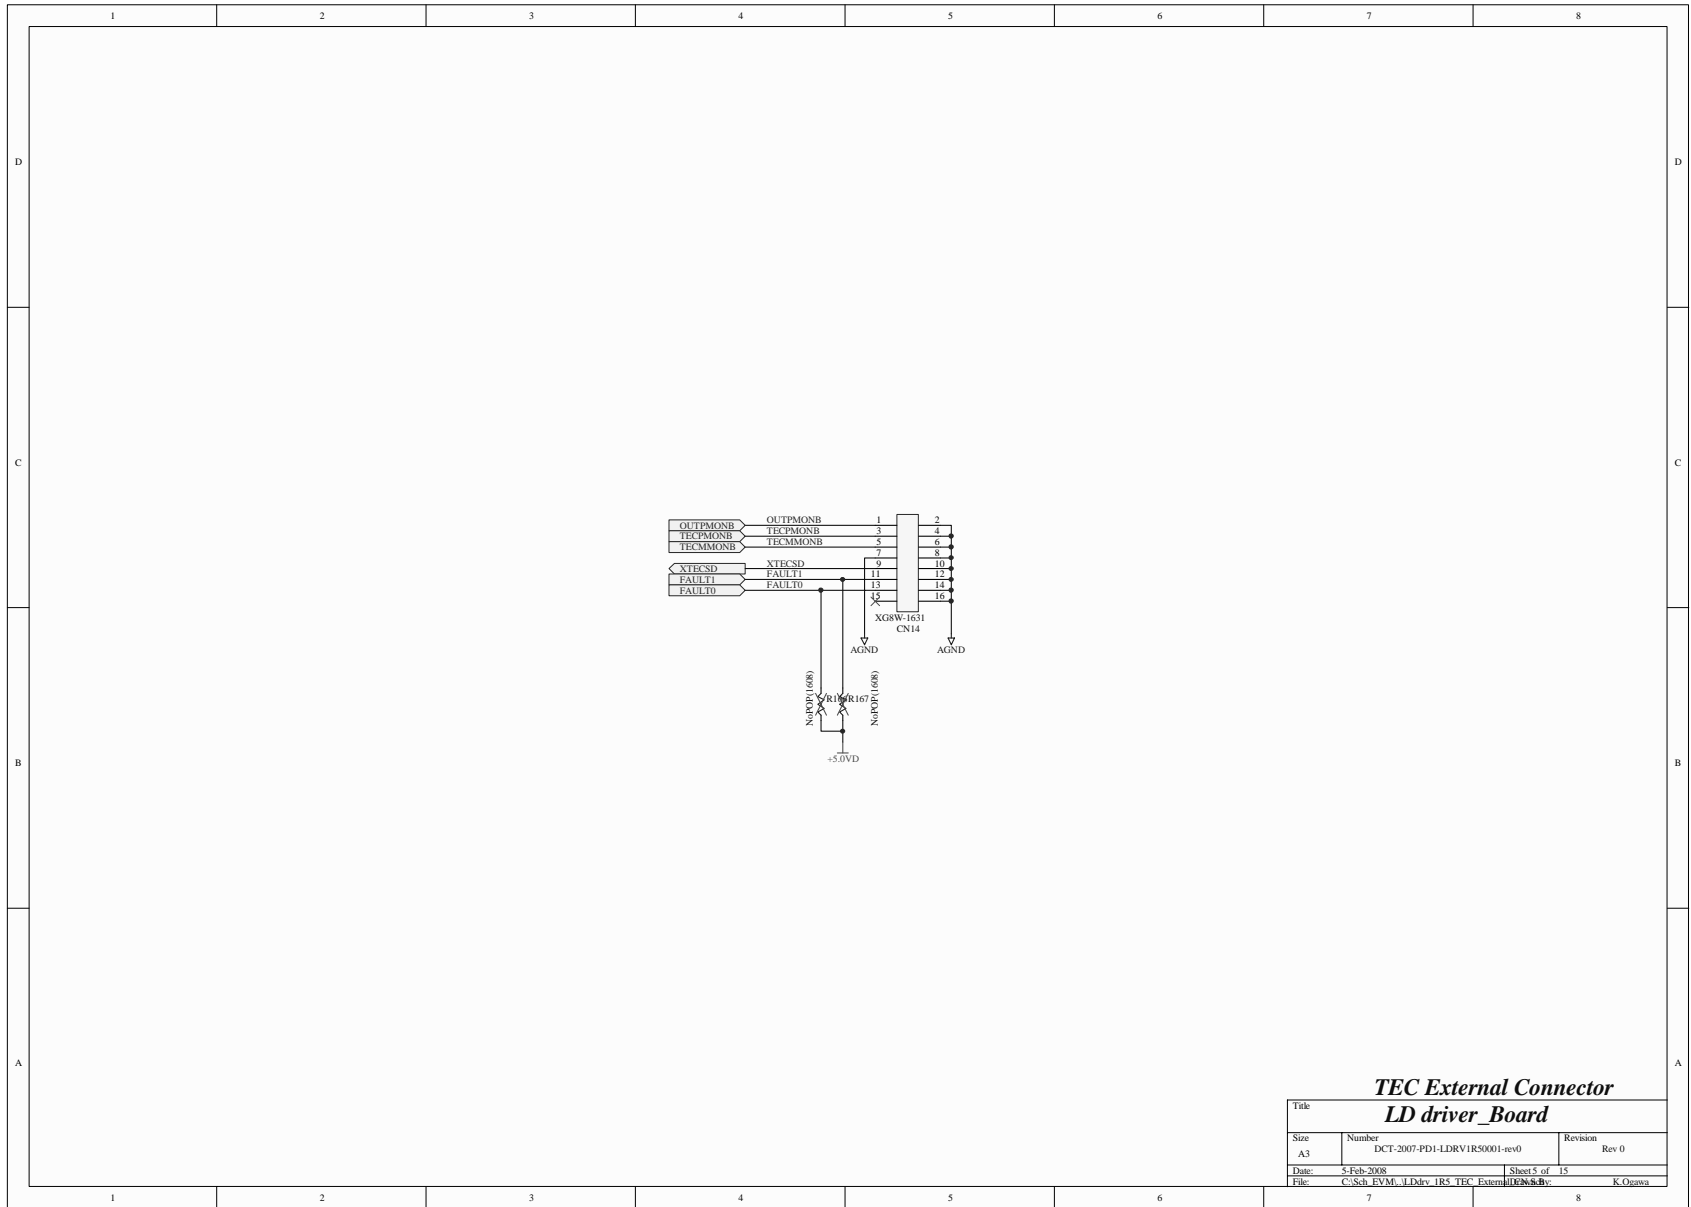 1 2 3 4 5 6 7 8
D D
C C
OUTPMONB OUTPMONB 1 2
TECPMONB TECPMONB 3 4
TECMMONB TECMMONB 5 6
7 8
XTECSD XTECSD 9 10
FAULT1 FAULT1 11 12
FAULT0 FAULT0 13 14
15 16
XG8W-1631
CN14
AGND AGND
NoPOP(1608) R167 NoPOP(1608)
+5.0VD
B B
A A
TEC External Connector
Title LD driver_Board
Size Number Revision
A3 DCT-2007-PD1-LDRV1R50001-rev0 Rev 0
Date: 5-Feb-2008 Sheet 5 of 15
File: C:\Sch_EVM\..\LDdrv_1R5_TEC_External K.Ogawa
1 2 3 4 5 6 7 8